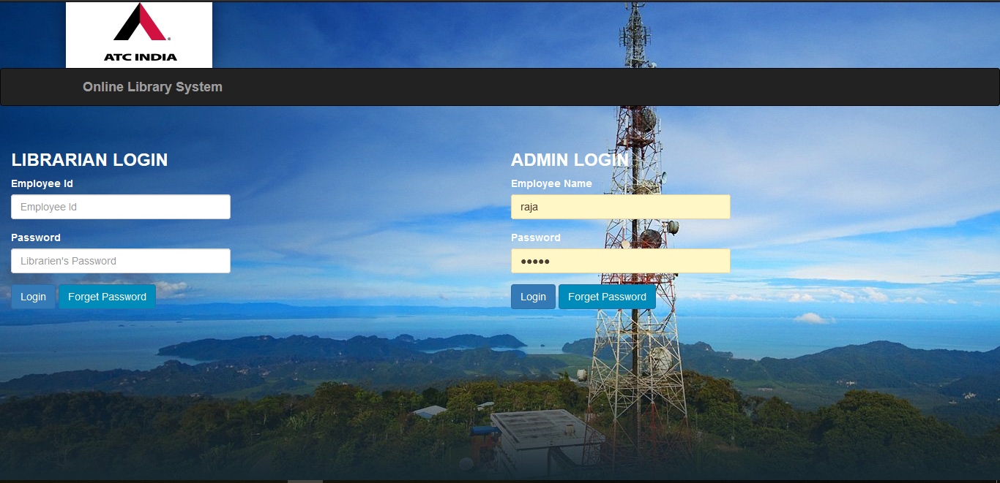 ATC INDIA
Online Library System
LIBRARIAN LOGIN
Employee Id
Employee Id
Password
Librarien's Password
Login Forget Password
ADMIN LOGIN
Employee Name
raja
Password
•••••
Login Forget Password